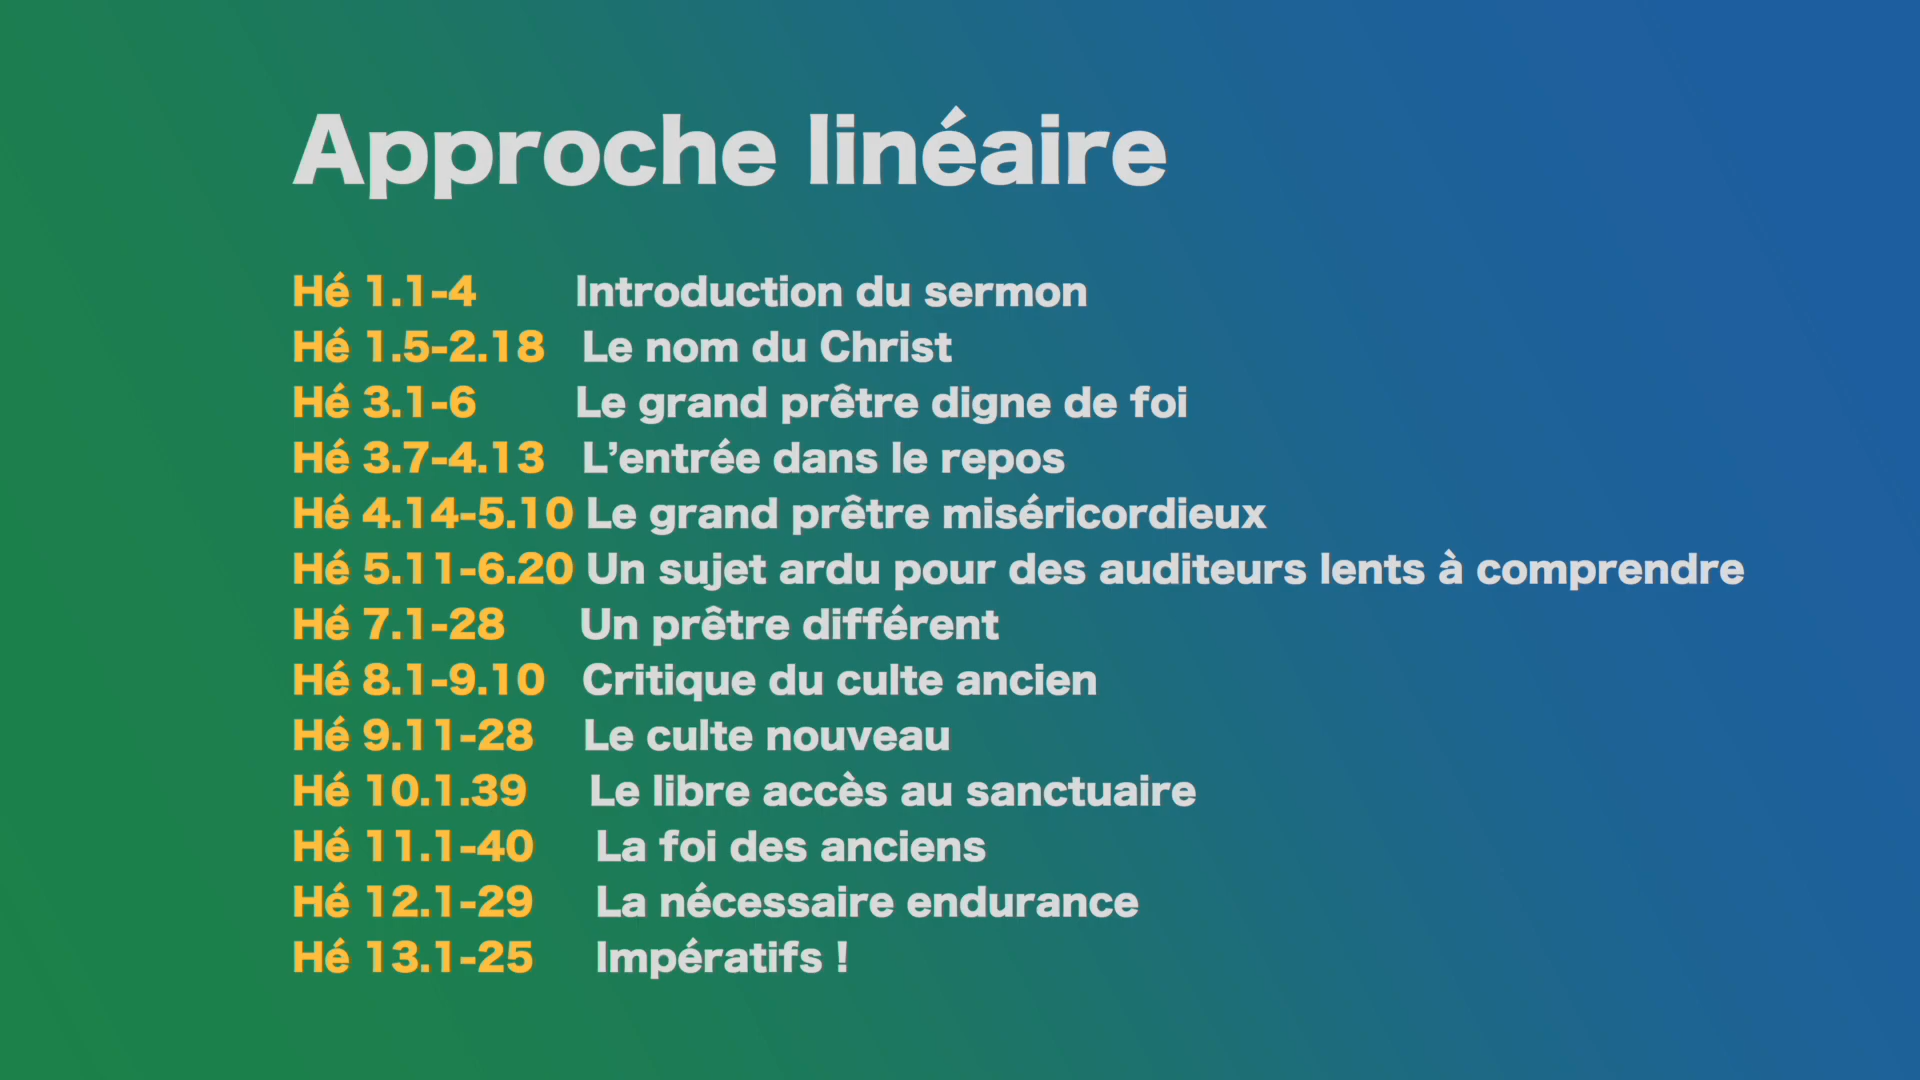 Approche linéaire
Hé 1.1-4 Introduction du sermon
Hé 1.5-2.18 Le nom du Christ
Hé 3.1-6 Le grand prêtre digne de foi
Hé 3.7-4.13 L’entrée dans le repos
Hé 4.14-5.10 Le grand prêtre miséricordieux
Hé 5.11-6.20 Un sujet ardu pour des auditeurs lents à comprendre
Hé 7.1-28 Un prêtre différent
Hé 8.1-9.10 Critique du culte ancien
Hé 9.11-28 Le culte nouveau
Hé 10.1.39 Le libre accès au sanctuaire
Hé 11.1-40 La foi des anciens
Hé 12.1-29 La nécessaire endurance
Hé 13.1-25 Impératifs !